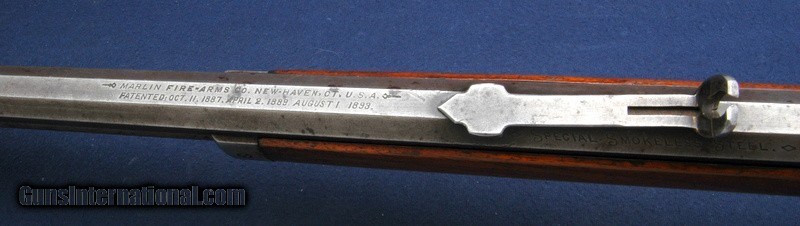 MARLIN FIRE-ARMS CO. NEW-HAVEN, CT. U.S.A.
PATENTED. OCT. 11, 1887. APRIL 2. 1889. AUGUST 1. 1893.
SPECIAL SMOKELESS STEEL.
GunsInternational.com